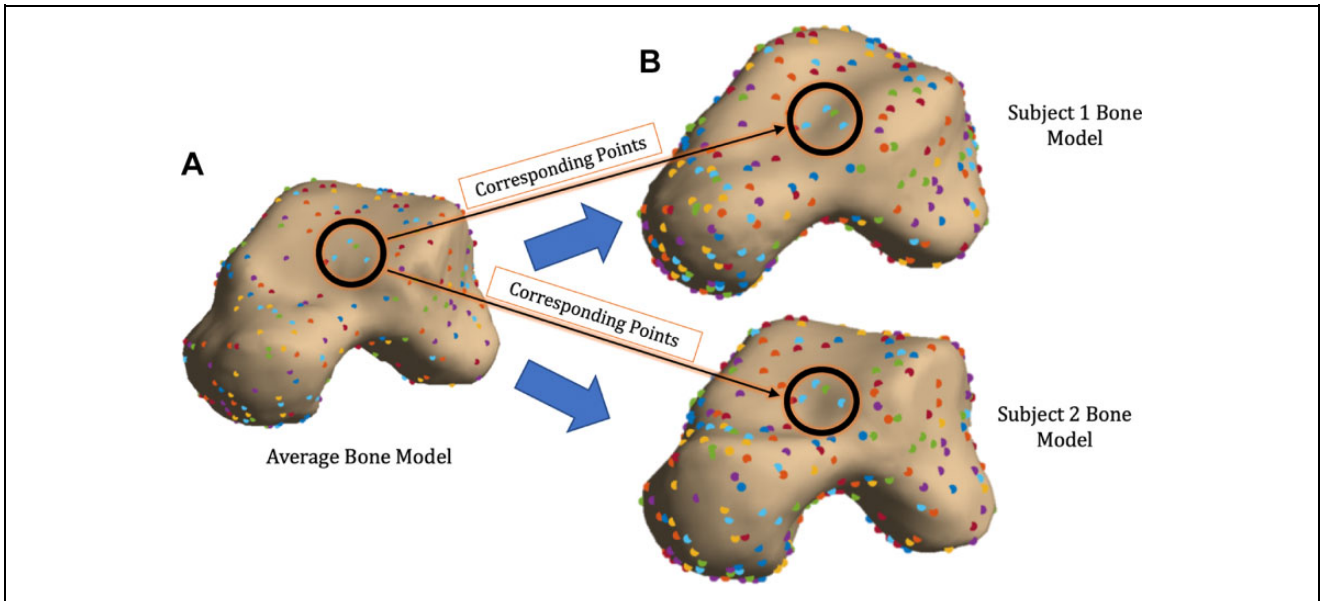 A
B
Corresponding Points
Subject 1 Bone
Model
Corresponding Points
Average Bone Model
Subject 2 Bone
Model